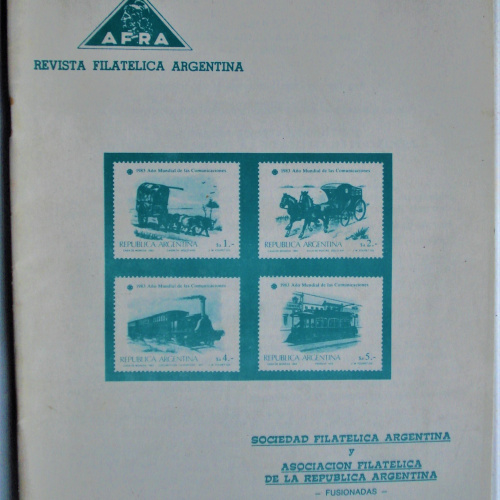 AFRA
REVISTA FILATELICA ARGENTINA
1983 Año Mundial de las Comunicaciones
REPUBLICA ARGENTINA $a 1.-
1983 Año Mundial de las Comunicaciones
REPUBLICA ARGENTINA $a 2.-
1983 Año Mundial de las Comunicaciones
REPUBLICA ARGENTINA $a 4.-
1983 Año Mundial de las Comunicaciones
REPUBLICA ARGENTINA $a 5.-
SOCIEDAD FILATELICA ARGENTINA
y
ASOCIACION FILATELICA
DE LA REPUBLICA ARGENTINA
– FUSIONADAS –